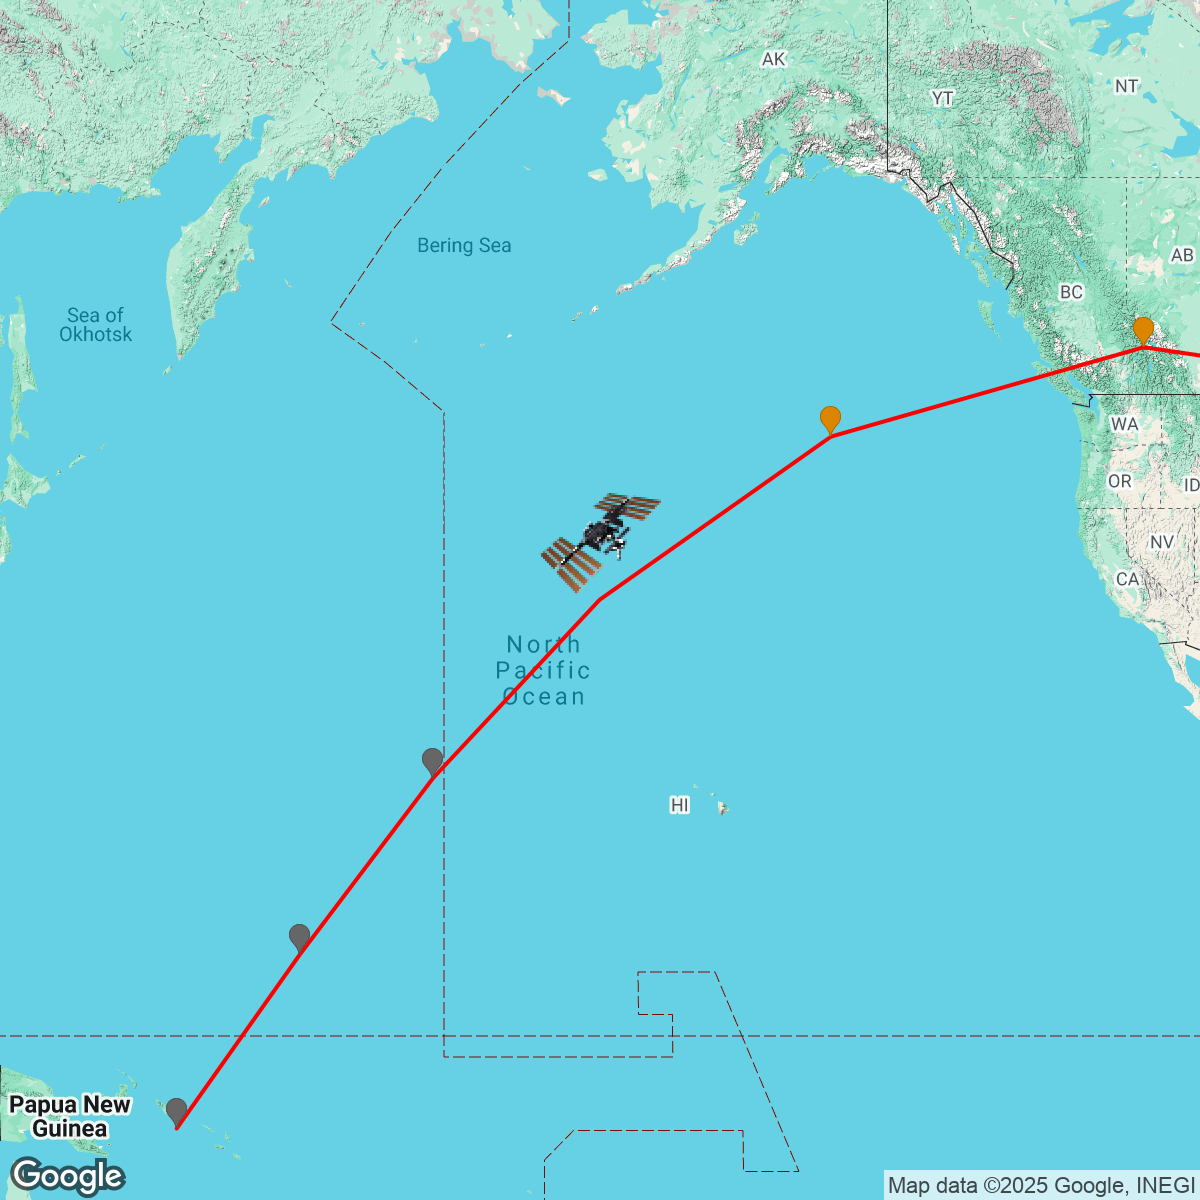 AK
YT
NT
Bering Sea
AB
BC
Sea of
Okhotsk
WA
OR
ID
NV
CA
North
Pacific
Ocean
HI
Papua New
Guinea
Google
Map data ©2025 Google, INEGI